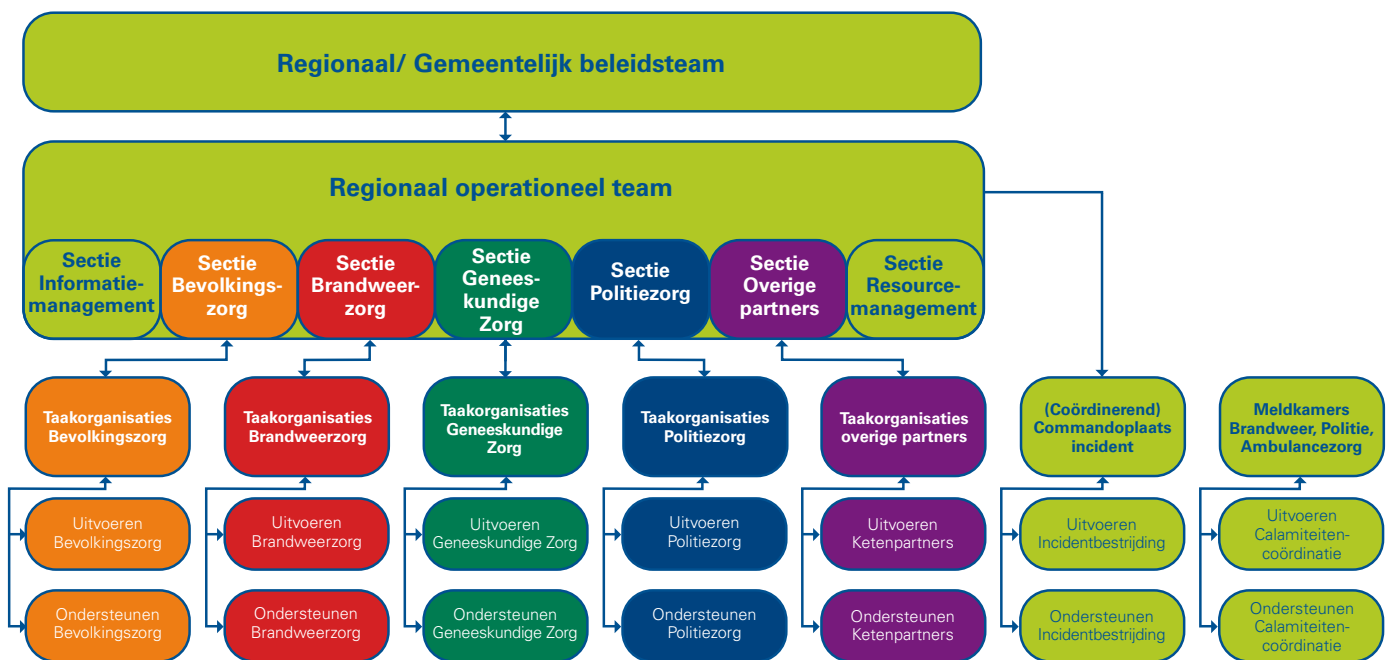 Regionaal/ Gemeentelijk beleidsteam
Regionaal operationeel team
Sectie
Informatie-
management
Sectie
Bevolkings-
zorg
Sectie
Brandweer-
zorg
Sectie
Genees-
kundige
Zorg
Sectie
Politiezorg
Sectie
Overige
partners
Sectie
Resource-
management
Taakorganisaties
Bevolkingszorg
Taakorganisaties
Brandweerzorg
Taakorganisaties
Geneeskundige
Zorg
Taakorganisaties
Politiezorg
Taakorganisaties
overige partners
(Coördinerend)
Commandoplaats
incident
Meldkamers
Brandweer, Politie,
Ambulancezorg
Uitvoeren
Bevolkingszorg
Uitvoeren
Brandweerzorg
Uitvoeren
Geneeskundige Zorg
Uitvoeren
Politiezorg
Uitvoeren
Ketenpartners
Uitvoeren
Incidentbestrijding
Uitvoeren
Calamiteiten-
coördinatie
Ondersteunen
Bevolkingszorg
Ondersteunen
Brandweerzorg
Ondersteunen
Geneeskundige Zorg
Ondersteunen
Politiezorg
Ondersteunen
Ketenpartners
Ondersteunen
Incidentbestrijding
Ondersteunen
Calamiteiten-
coördinatie